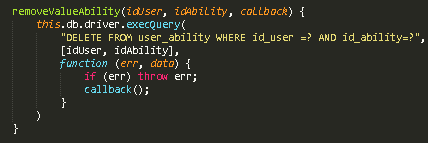 removeValueAbility(idUser, idAbility, callback) {
this.db.driver.execQuery(
"DELETE FROM user_ability WHERE id_user =? AND id_ability=?",
[idUser, idAbility],
function (err, data) {
if (err) throw err;
callback();
}
)
}